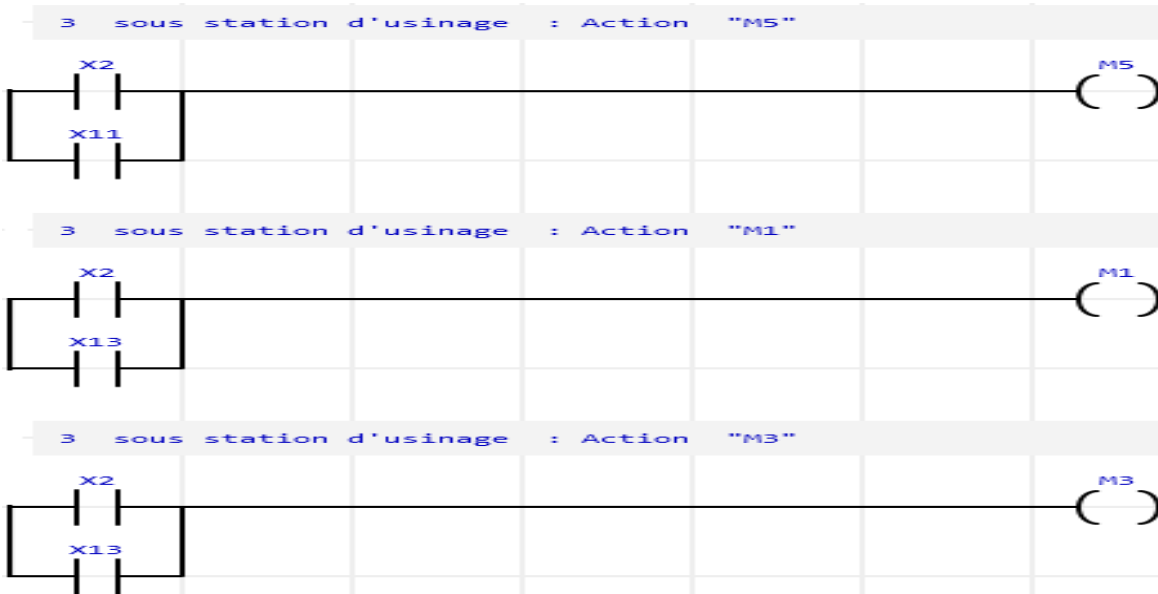 3 sous station d'usinage : Action "M5"
X2 M5
X11
3 sous station d'usinage : Action "M1"
X2 M1
X13
3 sous station d'usinage : Action "M3"
X2 M3
X13